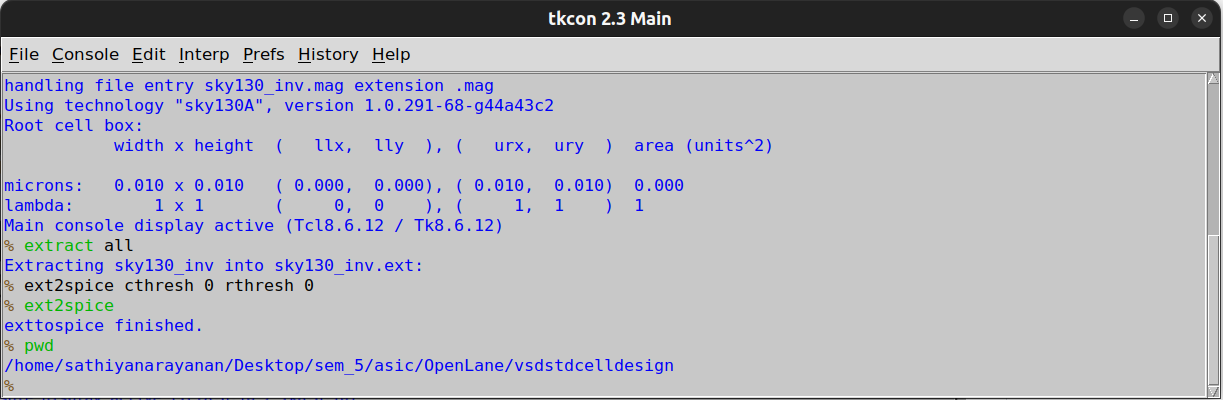 tkcon 2.3 Main
File Console Edit Interp Prefs History Help
handling file entry sky130_inv.mag extension .mag
Using technology "sky130A", version 1.0.291-68-g44a43c2
Root cell box:
           width x height  (   llx,  lly  ), (   urx,  ury  )  area (units^2)
microns:   0.010 x 0.010   ( 0.000,  0.000), ( 0.010,  0.010)  0.000
lambda:        1 x 1       (     0,  0    ), (     1,  1    )  1
Main console display active (Tcl8.6.12 / Tk8.6.12)
% extract all
Extracting sky130_inv into sky130_inv.ext:
% ext2spice cthresh 0 rthresh 0
% ext2spice
exttospice finished.
% pwd
/home/sathiyanarayanan/Desktop/sem_5/asic/OpenLane/vsdstdcelldesign
%